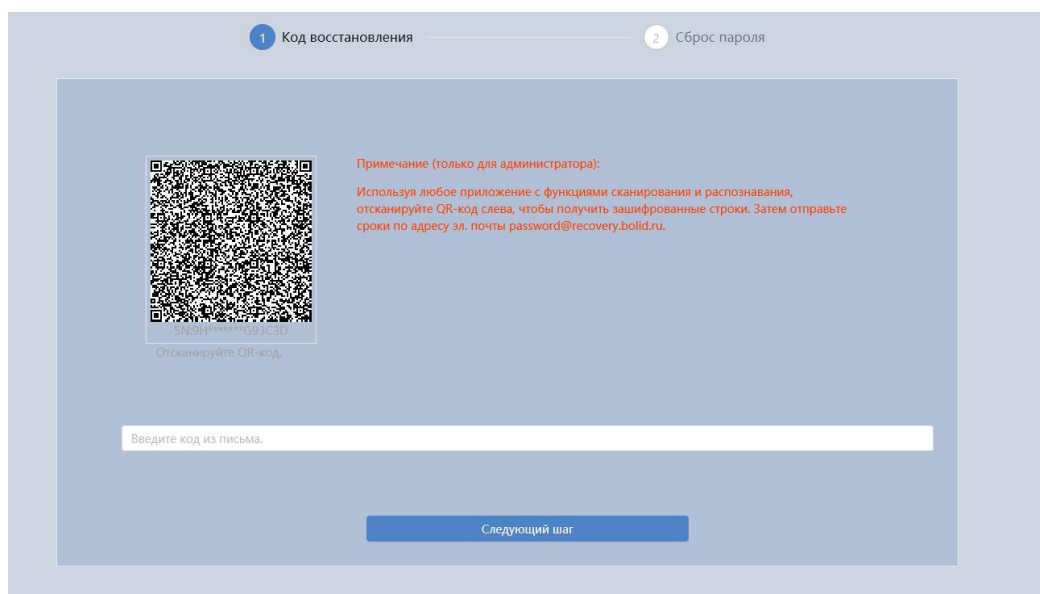 1 Код восстановления
2 Сброс пароля
Примечание (только для администратора):
Используя любое приложение с функциями сканирования и распознавания,
отсканируйте QR-код слева, чтобы получить зашифрованные строки. Затем отправьте
сроки по адресу эл. почты password@recovery.bolid.ru.
SN:9H*******G93C3D
Отсканируйте QR-код.
Введите код из письма.
Следующий шаг